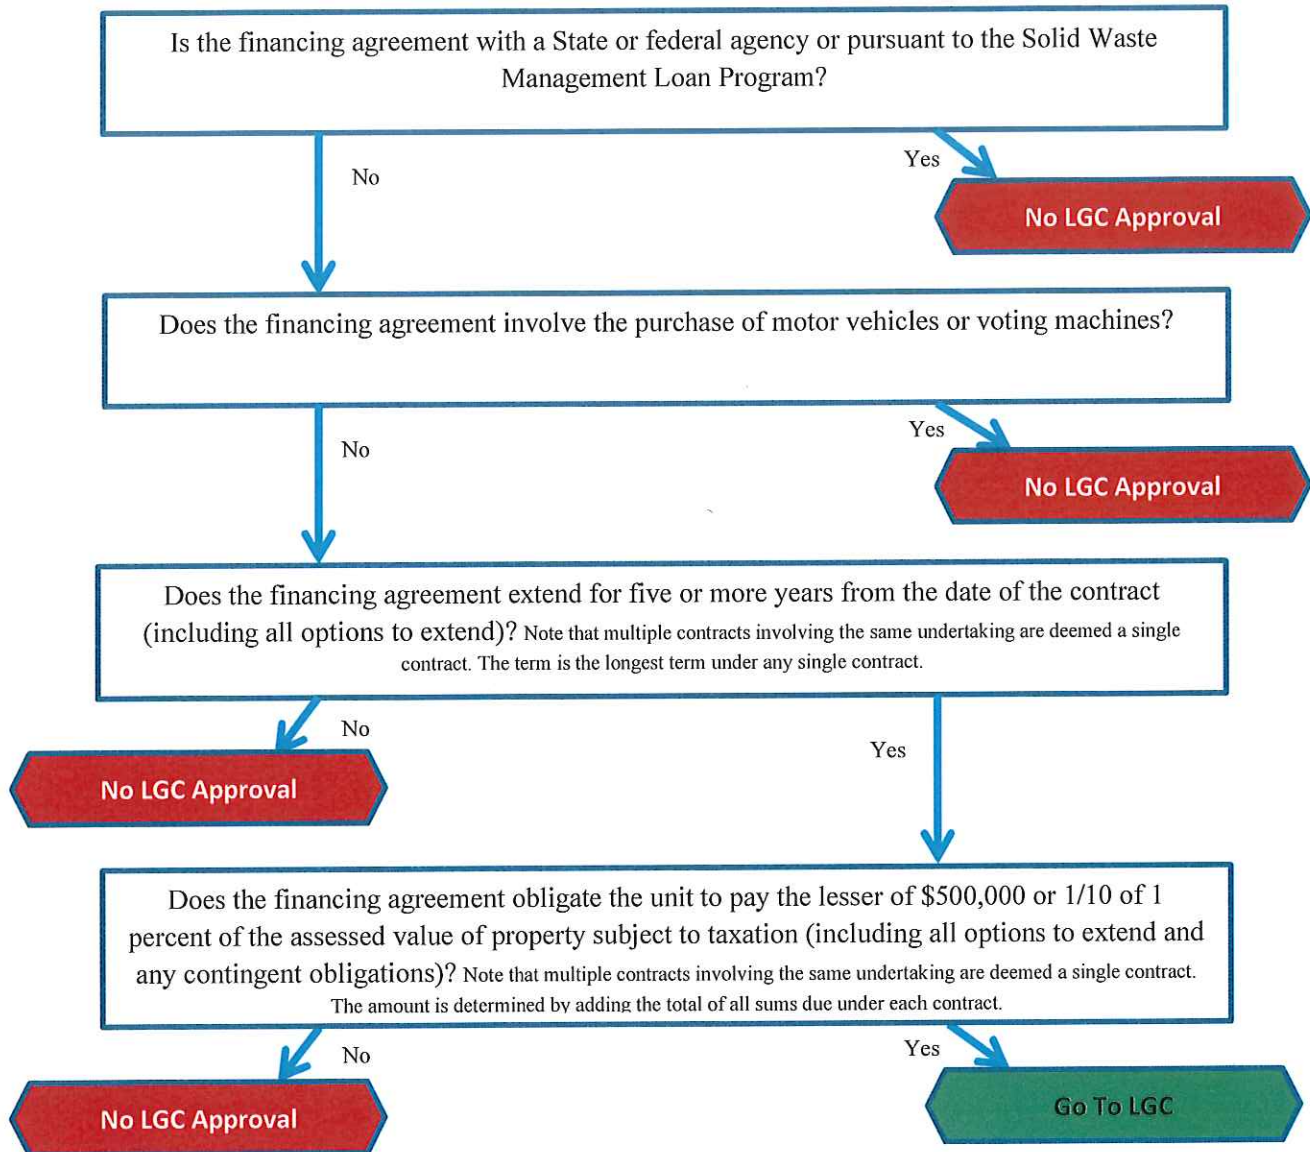 Is the financing agreement with a State or federal agency or pursuant to the Solid Waste
Management Loan Program?
No
Yes
No LGC Approval
Does the financing agreement involve the purchase of motor vehicles or voting machines?
No
Yes
No LGC Approval
Does the financing agreement extend for five or more years from the date of the contract
(including all options to extend)? Note that multiple contracts involving the same undertaking are deemed a single
contract. The term is the longest term under any single contract.
No
Yes
No LGC Approval
Does the financing agreement obligate the unit to pay the lesser of $500,000 or 1/10 of 1
percent of the assessed value of property subject to taxation (including all options to extend and
any contingent obligations)? Note that multiple contracts involving the same undertaking are deemed a single contract.
The amount is determined by adding the total of all sums due under each contract.
No
Yes
No LGC Approval
Go To LGC